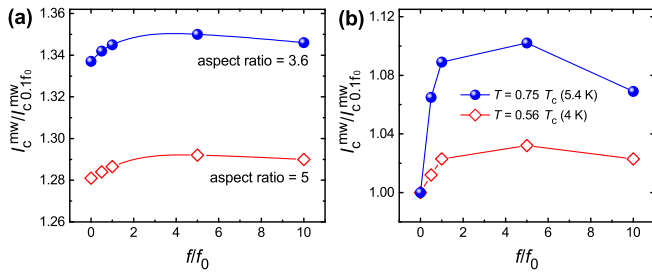 (a)
I_c^mw/I_c 0.1f₀^mw
1.36
1.34
1.32
1.30
1.28
1.26
aspect ratio = 3.6
aspect ratio = 5
0 2 4 6 8 10
f/f₀
(b)
I_c^mw/I_c 0.1f₀^mw
1.12
1.08
1.04
1.00
T = 0.75 T_c (5.4 K)
T = 0.56 T_c (4 K)
0 2 4 6 8 10
f/f₀